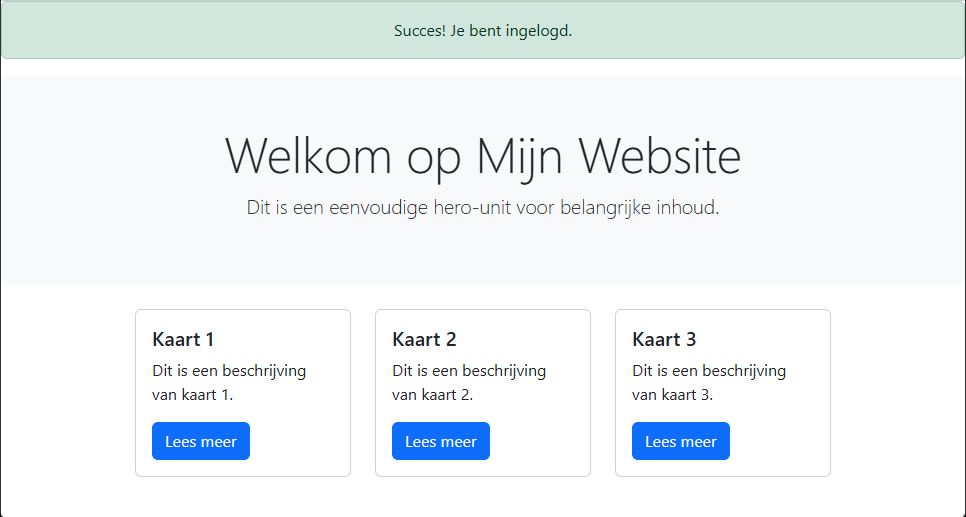 Succes! Je bent ingelogd.
Welkom op Mijn Website
Dit is een eenvoudige hero-unit voor belangrijke inhoud.
Kaart 1
Dit is een beschrijving
van kaart 1.
Lees meer
Kaart 2
Dit is een beschrijving
van kaart 2.
Lees meer
Kaart 3
Dit is een beschrijving
van kaart 3.
Lees meer